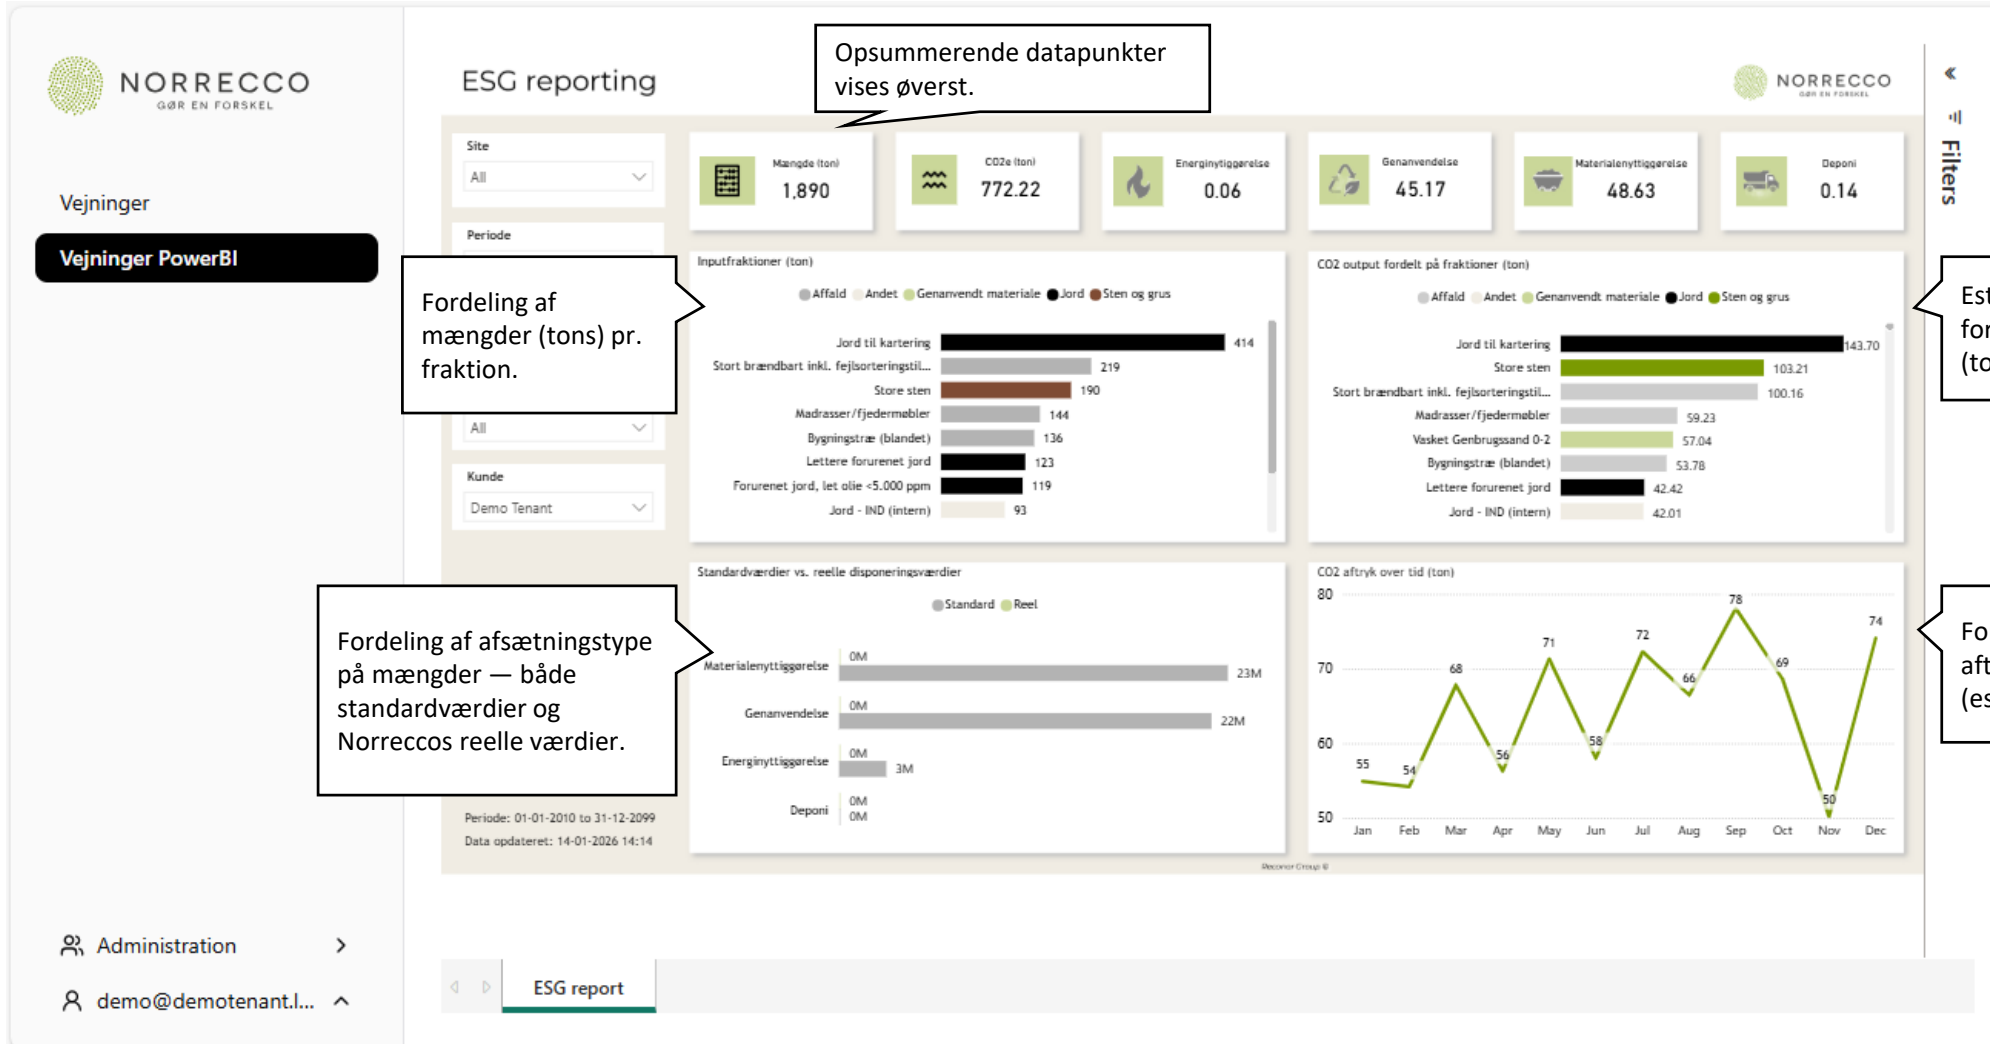 NORRECCO
GØR EN FORSKEL
Vejninger
Vejninger PowerBI
Administration
demo@demotenant.l...
ESG reporting
Opsummerende datapunkter
vises øverst.
NORRECCO
GØR EN FORSKEL
Filters
Site
All
Periode
All
Kunde
Demo Tenant
Periode: 01-01-2010 to 31-12-2099
Data opdateret: 14-01-2026 14:14
Mængde (ton)
1,890
CO2e (ton)
772.22
Energinytiggørelse
0.06
Genanvendelse
45.17
Materialenyttiggørelse
48.63
Deponi
0.14
Fordeling af
mængder (tons) pr.
fraktion.
Inputfraktioner (ton)
Affald Andet Genanvendt materiale Jord Sten og grus
Jord til kartering 414
Stort brændbart inkl. fejlsorteringstil... 219
Store sten 190
Madrasser/fjedermøbler 144
Bygningstræ (blandet) 136
Lettere forurenet jord 123
Forurenet jord, let olie <5.000 ppm 119
Jord - IND (intern) 93
CO2 output fordelt på fraktioner (ton)
Affald Andet Genanvendt materiale Jord Sten og grus
Jord til kartering 143.70
Store sten 103.21
Stort brændbart inkl. fejlsorteringstil... 100.16
Madrasser/fjedermøbler 59.23
Vasket Genbrugssand 0-2 57.04
Bygningstræ (blandet) 53.78
Lettere forurenet jord 42.42
Jord - IND (intern) 42.01
Fordeling af afsætningstype
på mængder — både
standardværdier og
Norreccos reelle værdier.
Standardværdier vs. reelle disponeringsværdier
Standard Reel
Materialenyttiggørelse 0M 23M
Genanvendelse 0M 22M
Energinyttiggørelse 0M 3M
Deponi 0M 0M
CO2 aftryk over tid (ton)
80
70
60
50
55 54 68 56 71 58 72 66 78 69 50 74
Jan Feb Mar Apr May Jun Jul Aug Sep Oct Nov Dec
Reconor Group ©
ESG report